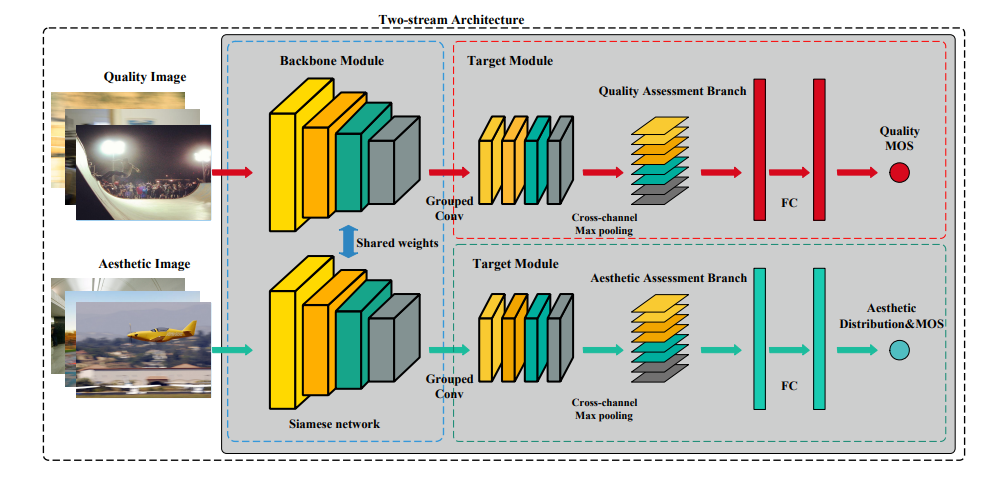 Two-stream Architecture
Backbone Module
Target Module
Quality Image
Quality Assessment Branch
Quality
MOS
Grouped
Conv
Cross-channel
Max pooling
FC
Shared weights
Aesthetic Image
Target Module
Aesthetic Assessment Branch
Aesthetic
Distribution&MOS
Grouped
Conv
Cross-channel
Max pooling
FC
Siamese network